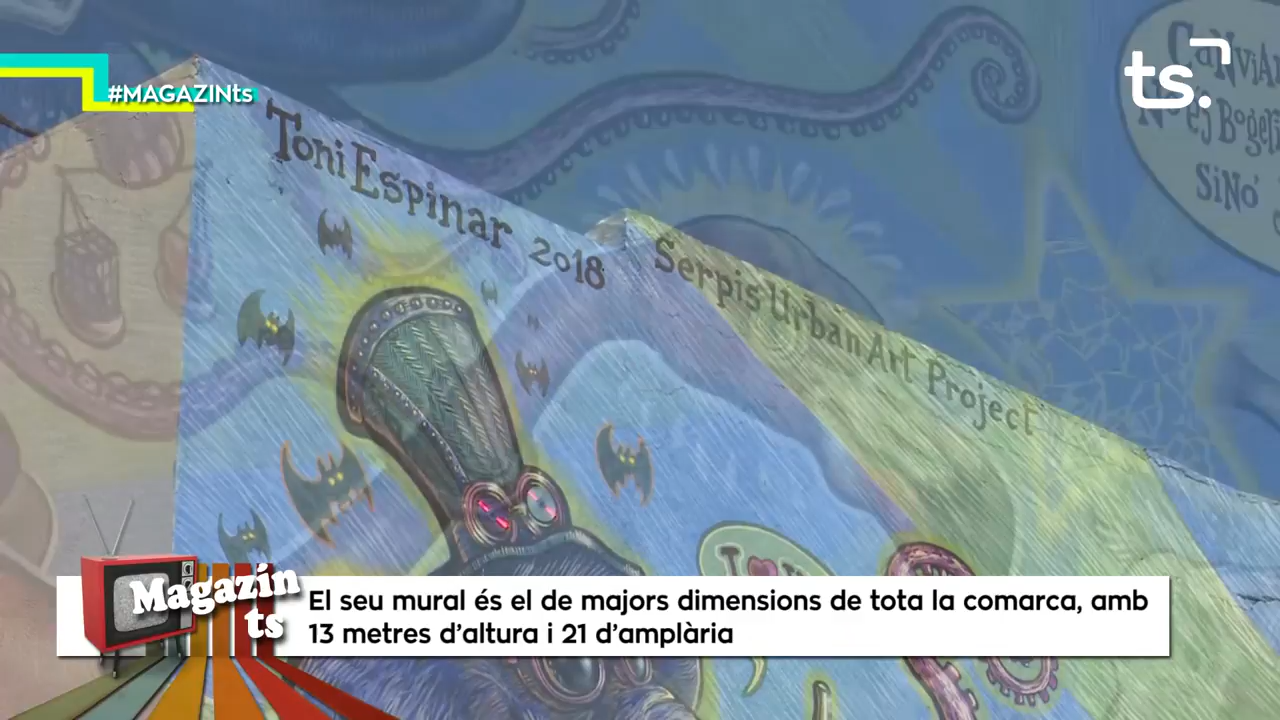 #MAGAZINts
ts.
Toni Espinar 2018
Serpis Urban Art Project
SiNo'
I
Magazin
ts
El seu mural és el de majors dimensions de tota la comarca, amb
13 metres d'altura i 21 d'amplària